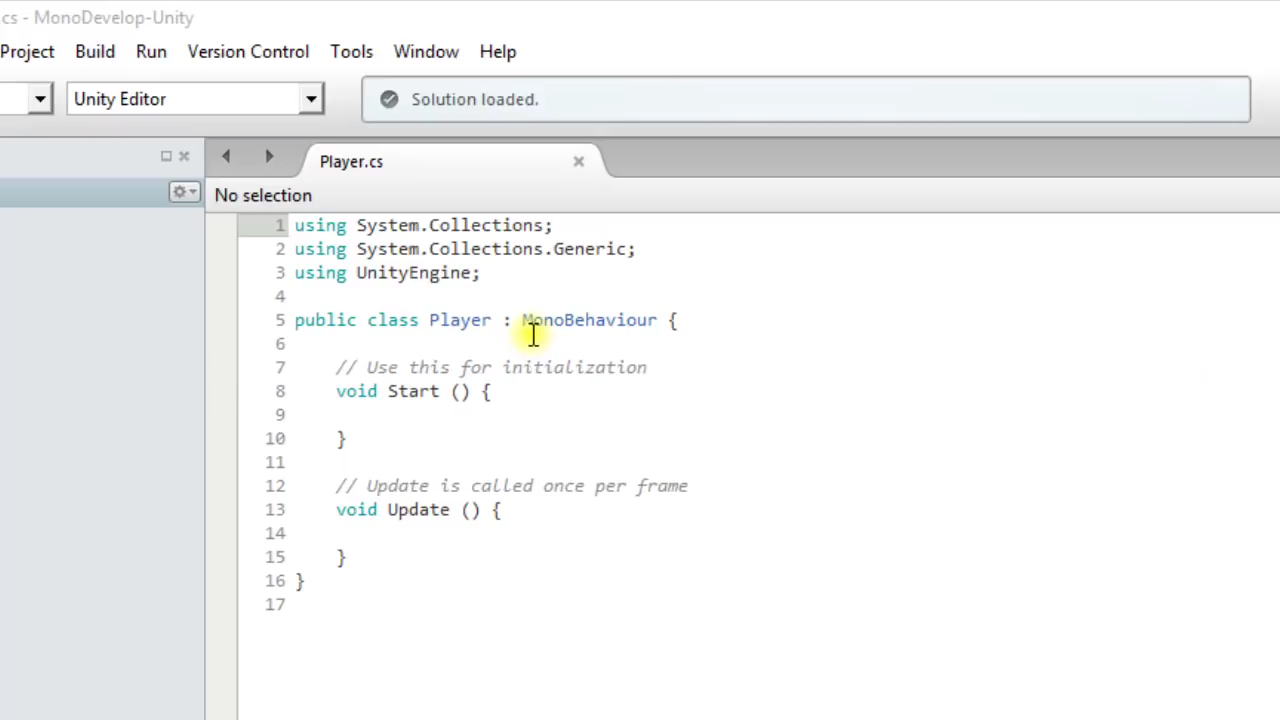 .cs - MonoDevelop-Unity
Project Build Run Version Control Tools Window Help
Unity Editor
Solution loaded.
Player.cs
No selection
1 using System.Collections;
2 using System.Collections.Generic;
3 using UnityEngine;
4
5 public class Player : MonoBehaviour {
6
7 // Use this for initialization
8 void Start () {
9
10 }
11
12 // Update is called once per frame
13 void Update () {
14
15 }
16 }
17